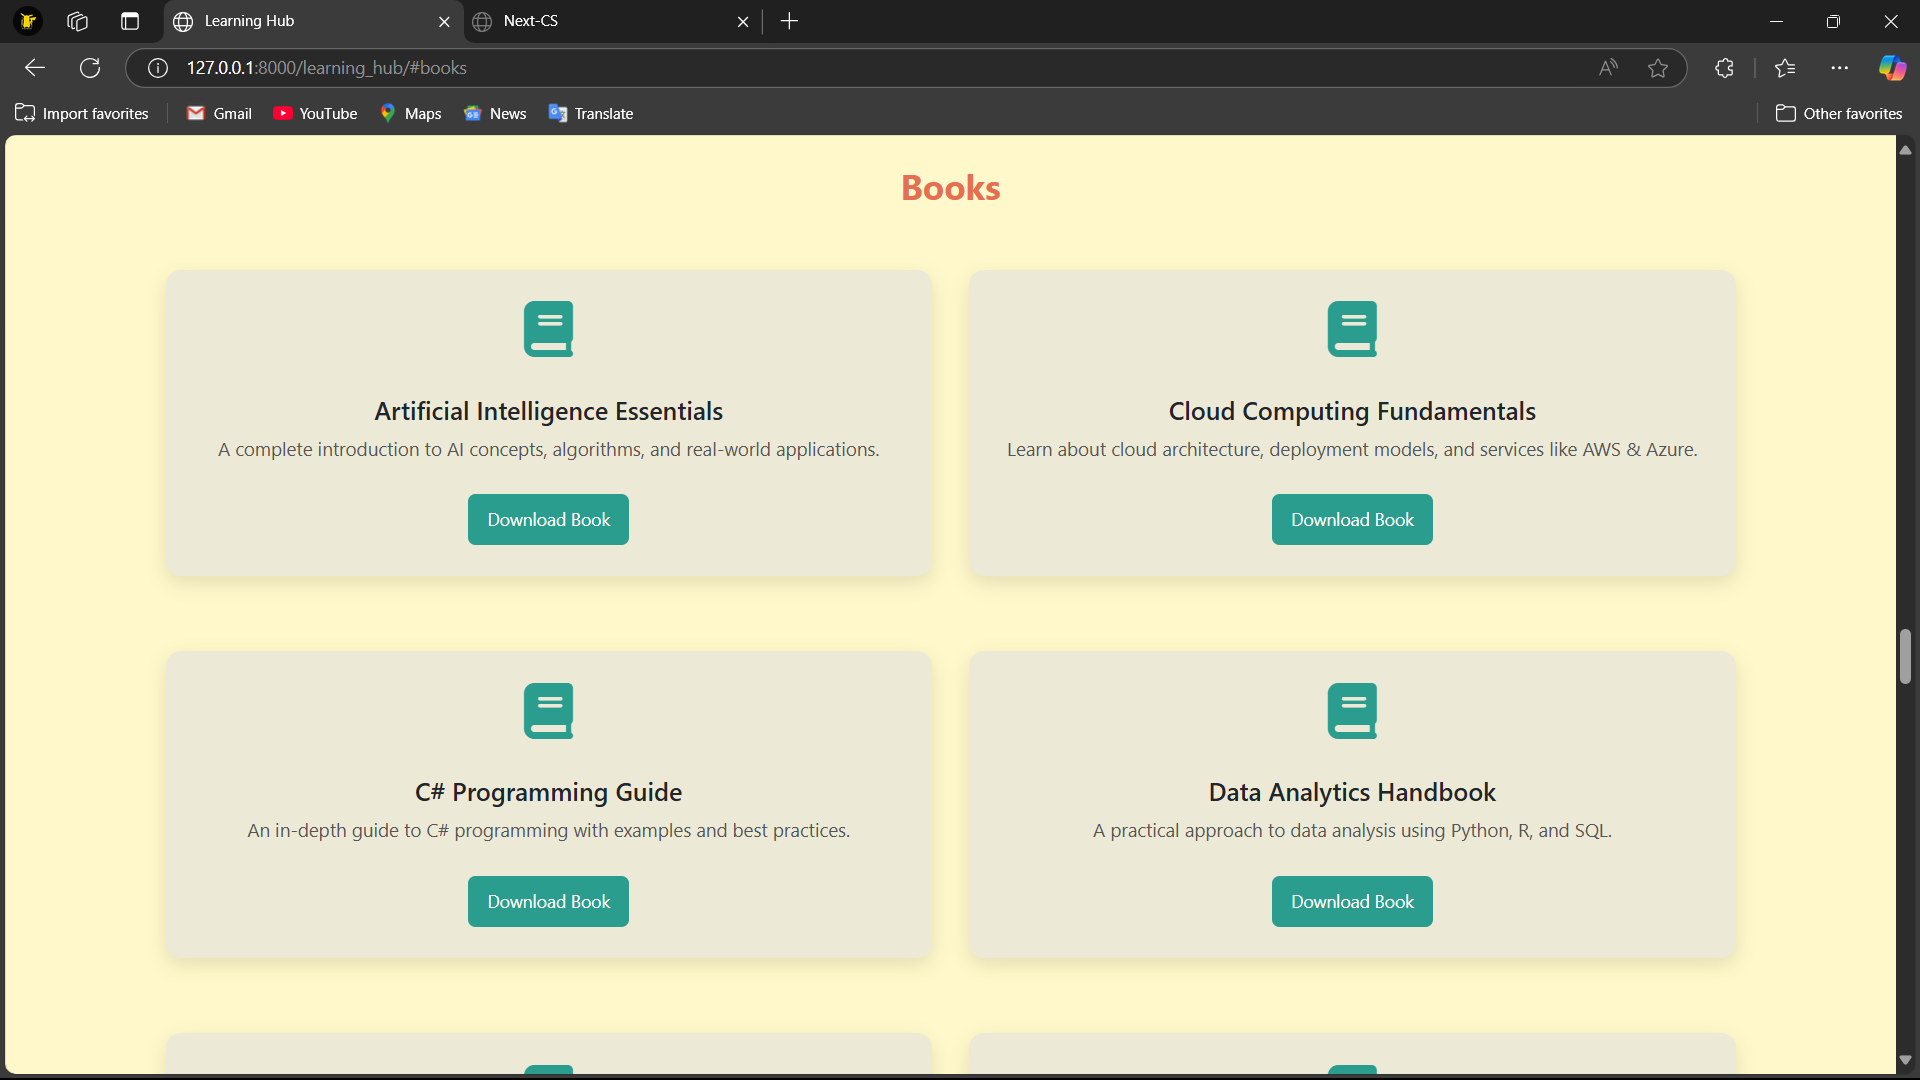 Learning Hub
Next-CS
127.0.0.1:8000/learning_hub/#books
Import favorites
Gmail
YouTube
Maps
News
Translate
Other favorites
Books
Artificial Intelligence Essentials
A complete introduction to AI concepts, algorithms, and real-world applications.
Download Book
Cloud Computing Fundamentals
Learn about cloud architecture, deployment models, and services like AWS & Azure.
Download Book
C# Programming Guide
An in-depth guide to C# programming with examples and best practices.
Download Book
Data Analytics Handbook
A practical approach to data analysis using Python, R, and SQL.
Download Book